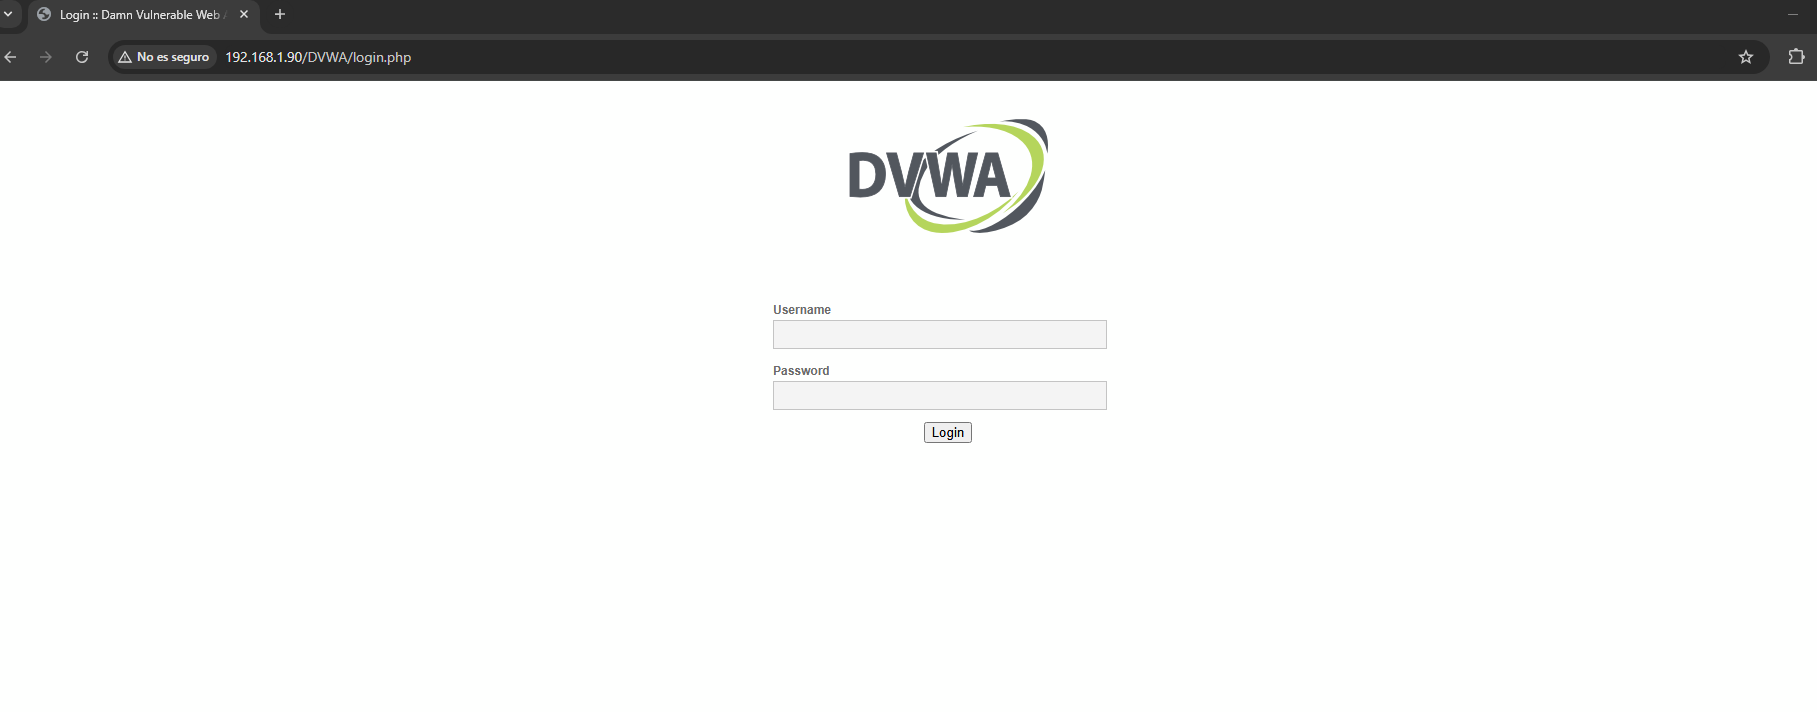 Login :: Damn Vulnerable Web
No es seguro
192.168.1.90/DVWA/login.php
DVWA
Username
Password
Login